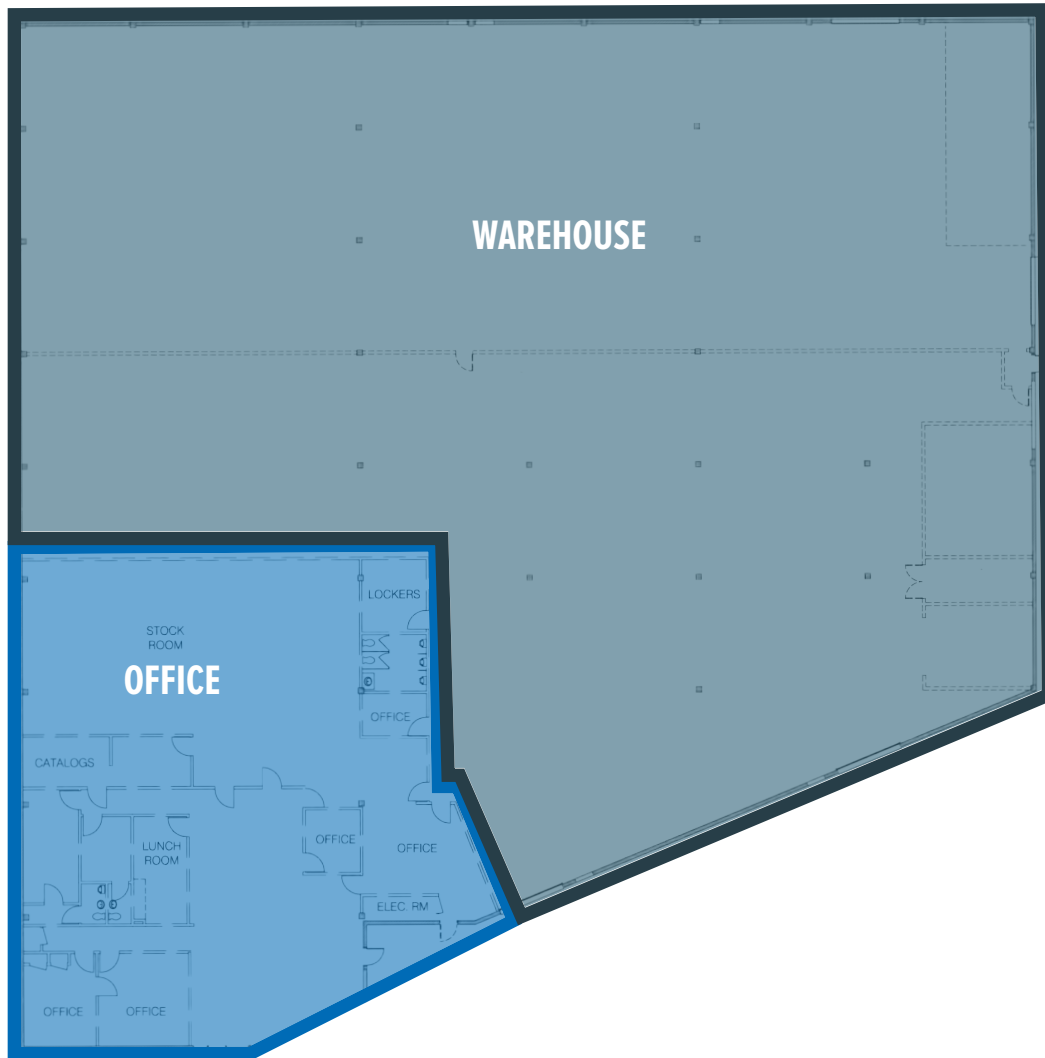 WAREHOUSE
LOCKERS
STOCK
ROOM
OFFICE
OFFICE
CATALOGS
OFFICE
LUNCH
ROOM
OFFICE
ELEC. RM
OFFICE
OFFICE